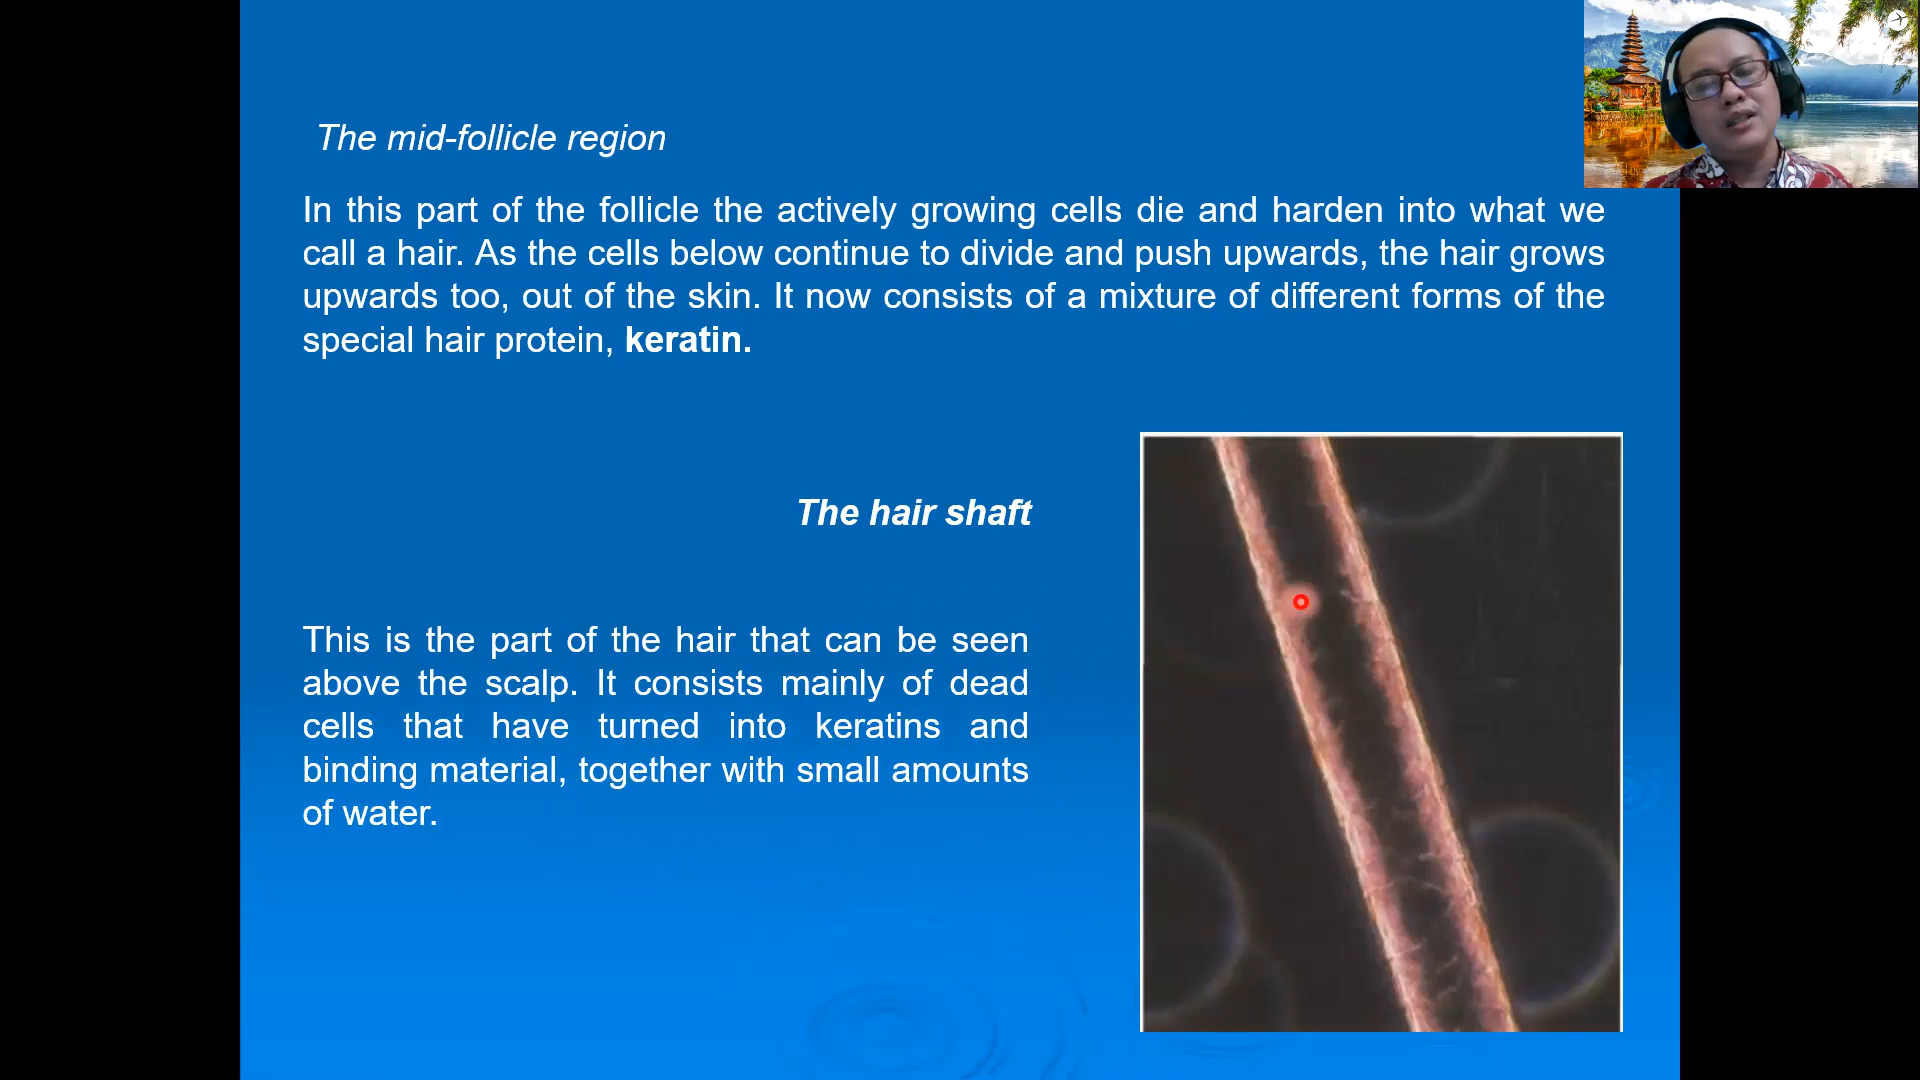 The mid-follicle region
In this part of the follicle the actively growing cells die and harden into what we
call a hair. As the cells below continue to divide and push upwards, the hair grows
upwards too, out of the skin. It now consists of a mixture of different forms of the
special hair protein, keratin.
The hair shaft
This is the part of the hair that can be seen
above the scalp. It consists mainly of dead
cells that have turned into keratins and
binding material, together with small amounts
of water.